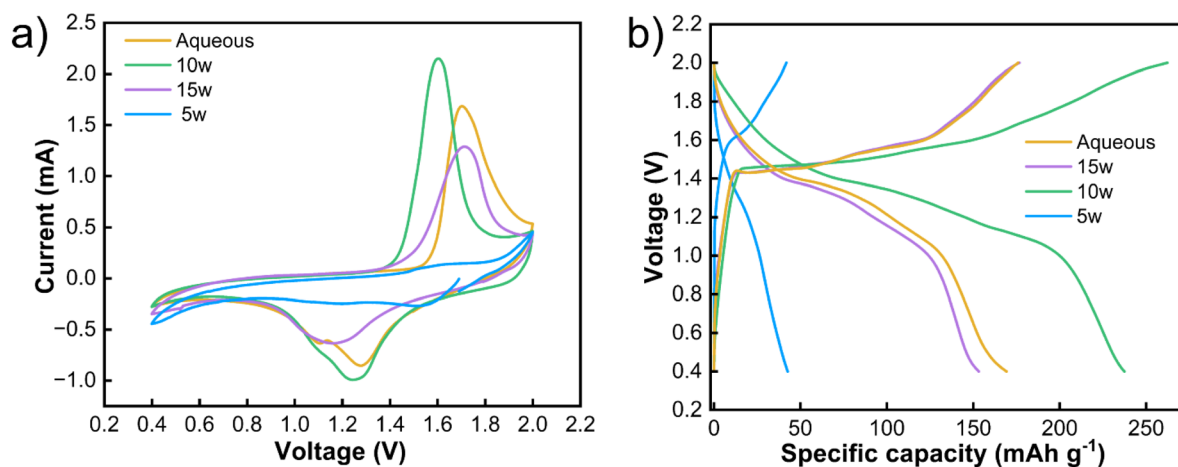 a)
2.5
2.0
1.5
1.0
0.5
0.0
−0.5
−1.0
Current (mA)
Aqueous
10w
15w
5w
0.2 0.4 0.6 0.8 1.0 1.2 1.4 1.6 1.8 2.0 2.2
Voltage (V)
b)
2.2
2.0
1.8
1.6
1.4
1.2
1.0
0.8
0.6
0.4
0.2
Voltage (V)
Aqueous
15w
10w
5w
0 50 100 150 200 250
Specific capacity (mAh g⁻¹)